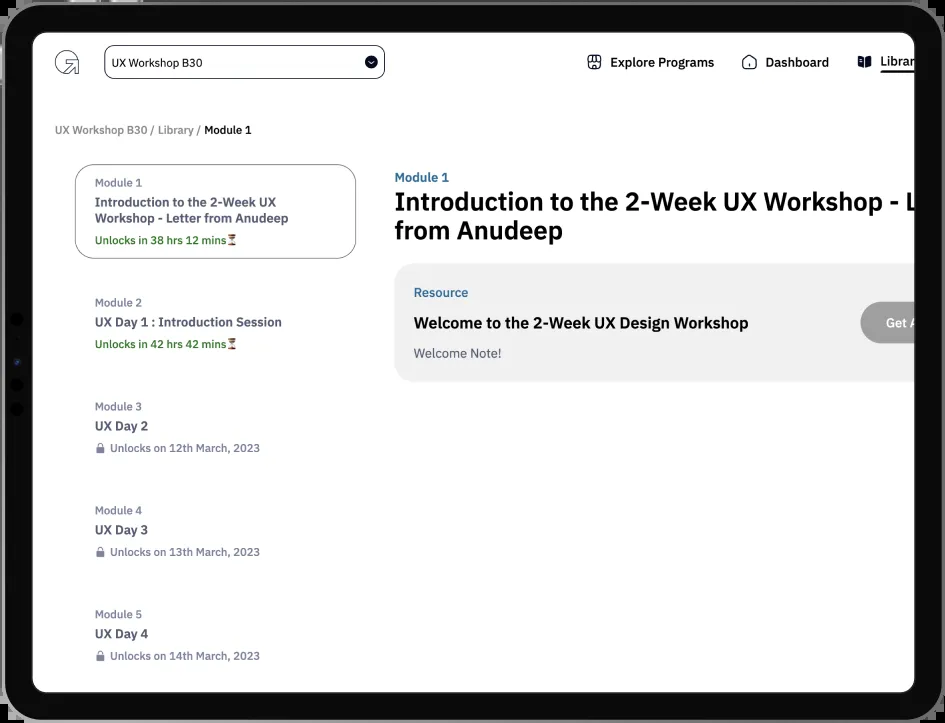 UX Workshop B30
Explore Programs
Dashboard
UX Workshop B30 / Library / Module 1
Module 1
Introduction to the 2-Week UX
Workshop - Letter from Anudeep
Unlocks in 38 hrs 12 mins⏳
Module 2
UX Day 1 : Introduction Session
Unlocks in 42 hrs 42 mins⏳
Module 3
UX Day 2
Unlocks on 12th March, 2023
Module 4
UX Day 3
Unlocks on 13th March, 2023
Module 5
UX Day 4
Unlocks on 14th March, 2023
Module 1
Introduction to the 2-Week UX Workshop -
from Anudeep
Resource
Welcome to the 2-Week UX Design Workshop
Welcome Note!
Get